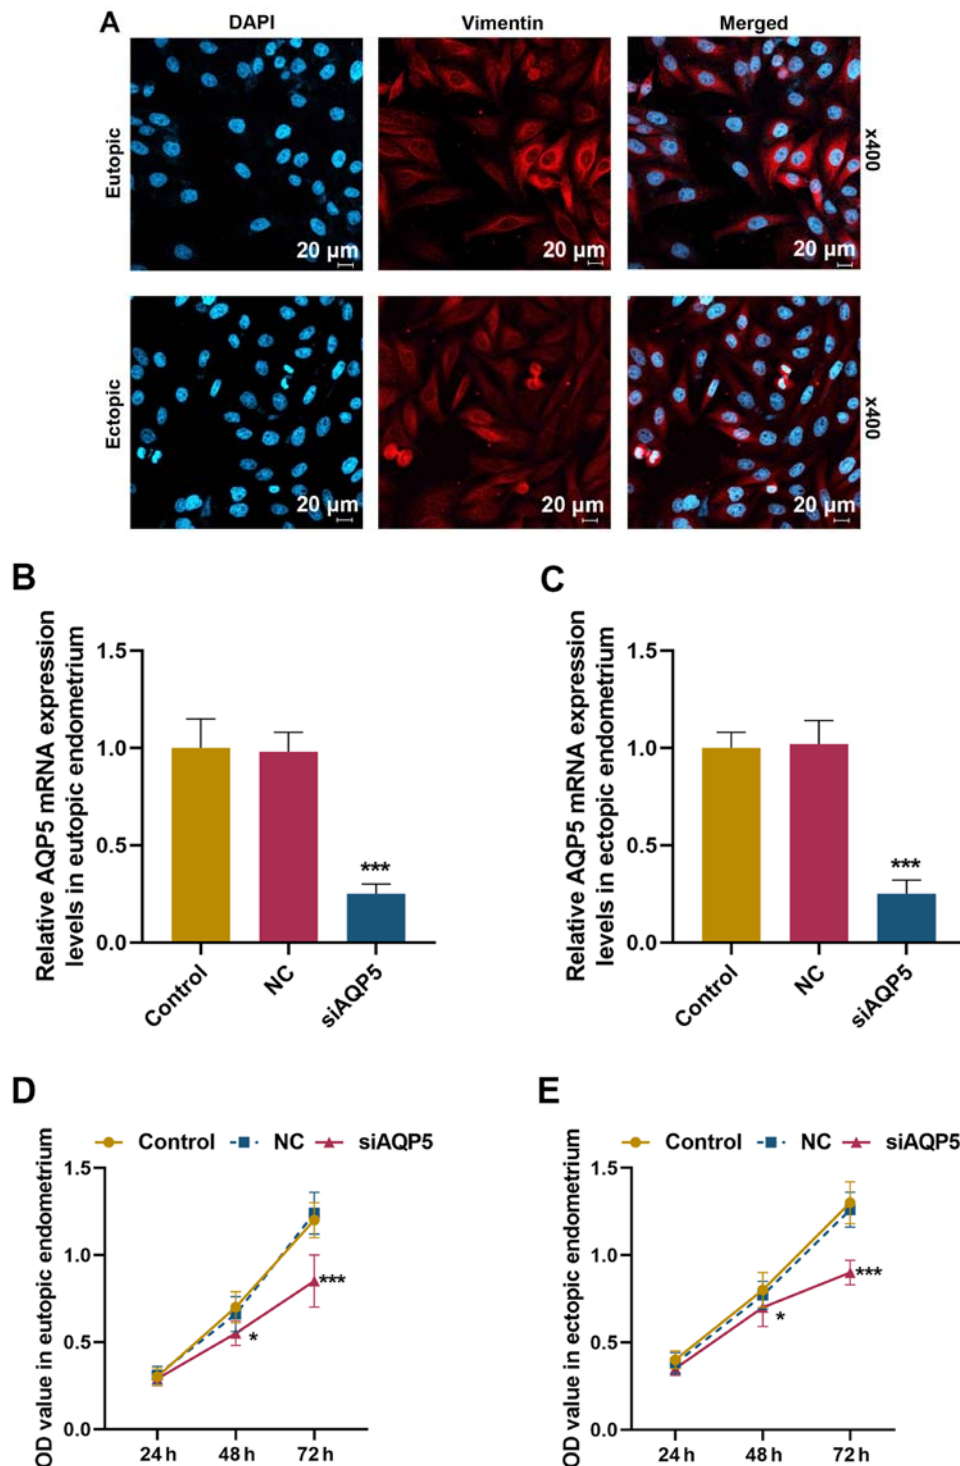 A
DAPI Vimentin Merged
Eutopic
20 µm 20 µm 20 µm
x400
Ectopic
20 µm 20 µm 20 µm
x400
B
Relative AQP5 mRNA expression
levels in eutopic endometrium
1.5
1.0
0.5
0.0
***
Control NC siAQP5
C
Relative AQP5 mRNA expression
levels in ectopic endometrium
1.5
1.0
0.5
0.0
***
Control NC siAQP5
D
Control NC siAQP5
OD value in eutopic endometrium
1.5
1.0
0.5
0.0
*
***
24 h 48 h 72 h
E
Control NC siAQP5
OD value in ectopic endometrium
1.5
1.0
0.5
0.0
*
***
24 h 48 h 72 h